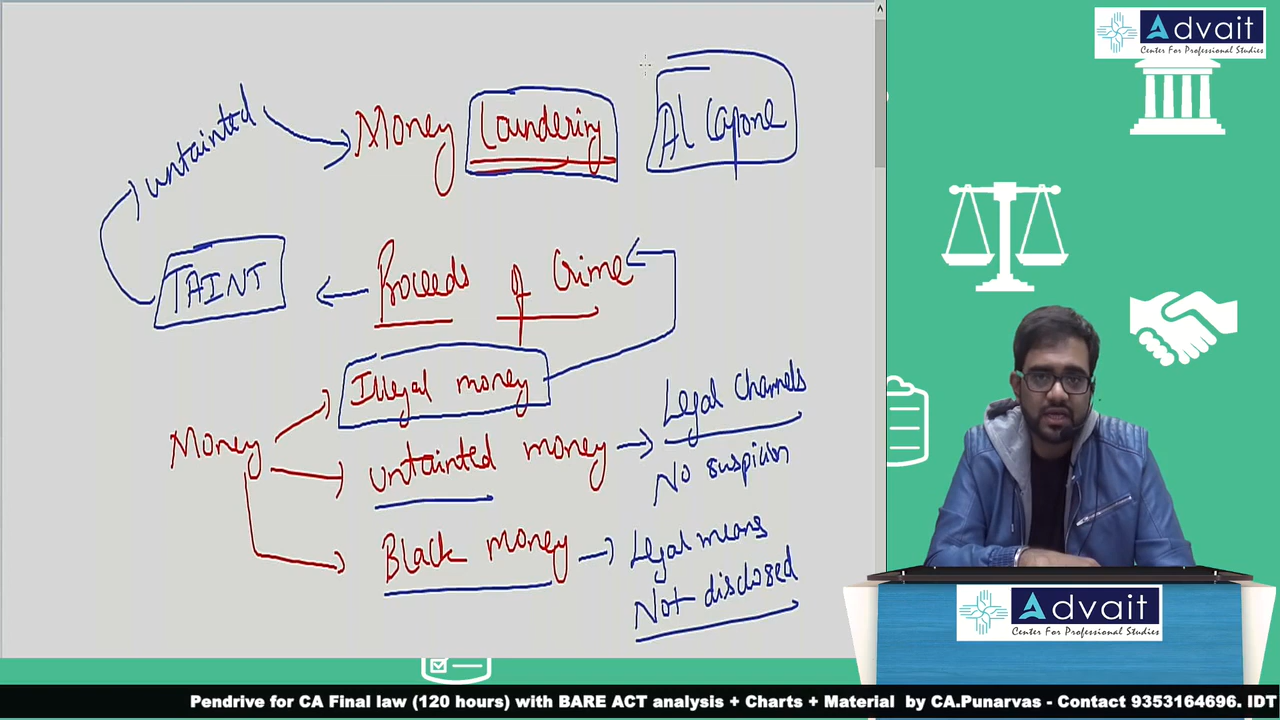 Advait
Center For Professional Studies
untainted
Money Laundering
Al Capone
TAINT
Proceeds of Crime
Illegal money
Legal Channels
Money
untainted money
No suspicion
Black money
Legal means
Not disclosed
Advait
Center For Professional Studies
Pendrive for CA Final law (120 hours) with BARE ACT analysis + Charts + Material by CA.Punarvas - Contact 9353164696. IDT